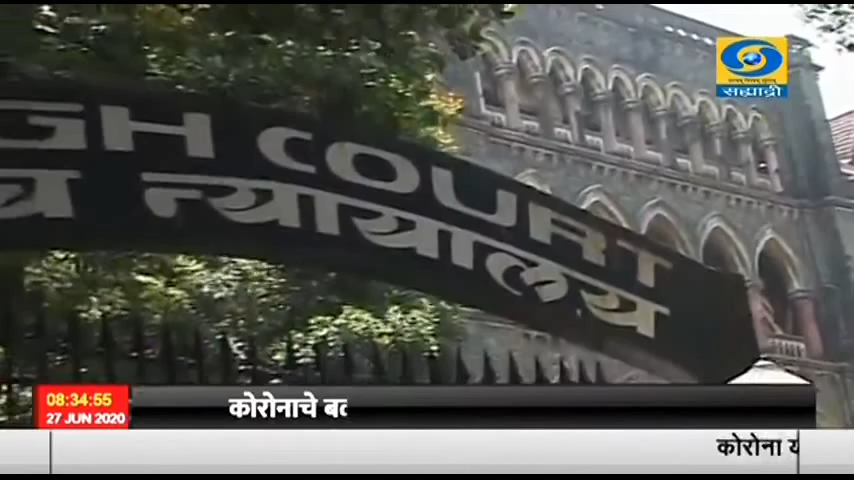 सह्याद्री
GH COURT
च न्यायालय
08:34:55
27 JUN 2020
कोरोनाचे
कोरोना